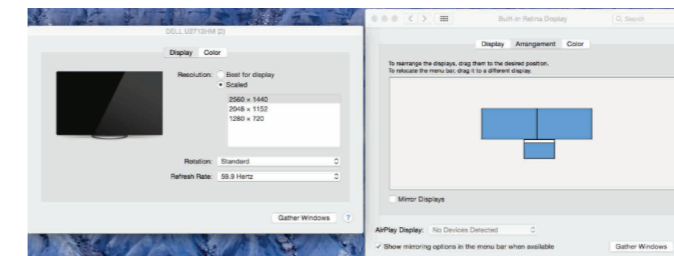 DELL U2713HM (2)
Display Color
Resolution: Best for display
Scaled
2560 × 1440
2048 × 1152
1280 × 720
Rotation: Standard
Refresh Rate: 59.9 Hertz
Gather Windows ?
Built-in Retina Display
Search
Display Arrangement Color
To rearrange the displays, drag them to the desired position.
To relocate the menu bar, drag it to a different display.
Mirror Displays
AirPlay Display: No Devices Detected
Show mirroring options in the menu bar when available
Gather Windows